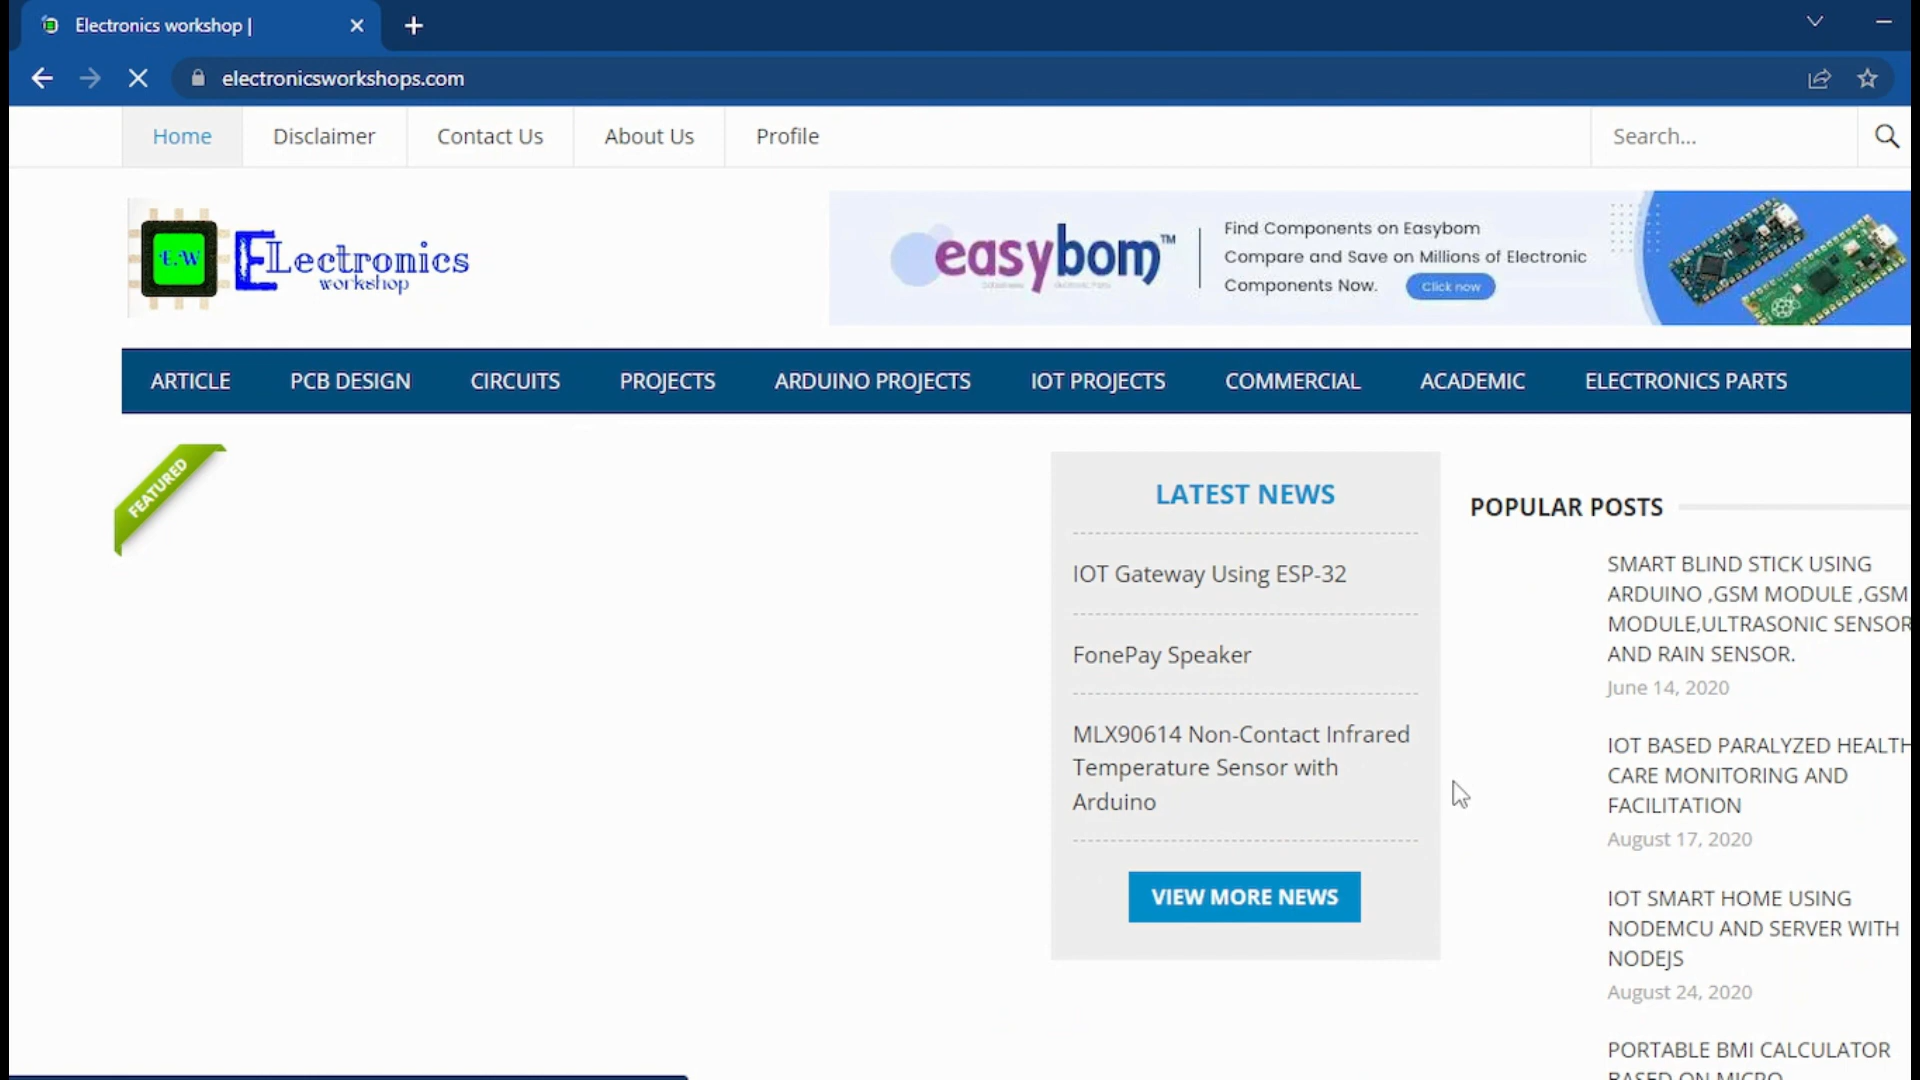 Electronics workshop |
electronicsworkshops.com
Home
Disclaimer
Contact Us
About Us
Profile
Search...
E.W
ELectronics
workshop
easybom™
Find Components on Easybom
Compare and Save on Millions of Electronic
Components Now.
Click now
ARTICLE
PCB DESIGN
CIRCUITS
PROJECTS
ARDUINO PROJECTS
IOT PROJECTS
COMMERCIAL
ACADEMIC
ELECTRONICS PARTS
FEATURED
LATEST NEWS
IOT Gateway Using ESP-32
FonePay Speaker
MLX90614 Non-Contact Infrared
Temperature Sensor with
Arduino
VIEW MORE NEWS
POPULAR POSTS
SMART BLIND STICK USING
ARDUINO ,GSM MODULE ,GSM
MODULE,ULTRASONIC SENSOR
AND RAIN SENSOR.
June 14, 2020
IOT BASED PARALYZED HEALTH
CARE MONITORING AND
FACILITATION
August 17, 2020
IOT SMART HOME USING
NODEMCU AND SERVER WITH
NODEJS
August 24, 2020
PORTABLE BMI CALCULATOR
BASED ON MICRO